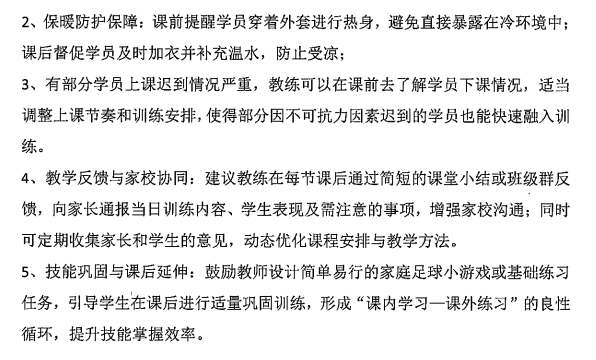 2、保暖防护保障：课前提醒学员穿着外套进行热身，避免直接暴露在冷环境中；
课后督促学员及时加衣并补充温水，防止受凉；
3、有部分学员上课迟到情况严重，教练可以在课前去了解学员下课情况，适当
调整上课节奏和训练安排，使得部分因不可抗力因素迟到的学员也能快速融入训
练。
4、教学反馈与家校协同：建议教练在每节课后通过简短的课堂小结或班级群反
馈，向家长通报当日训练内容、学生表现及需注意的事项，增强家校沟通；同时
可定期收集家长和学生的意见，动态优化课程安排与教学方法。
5、技能巩固与课后延伸：鼓励教师设计简单易行的家庭足球小游戏或基础练习
任务，引导学生在课后进行适量巩固训练，形成“课内学习—课外练习”的良性
循环，提升技能掌握效率。